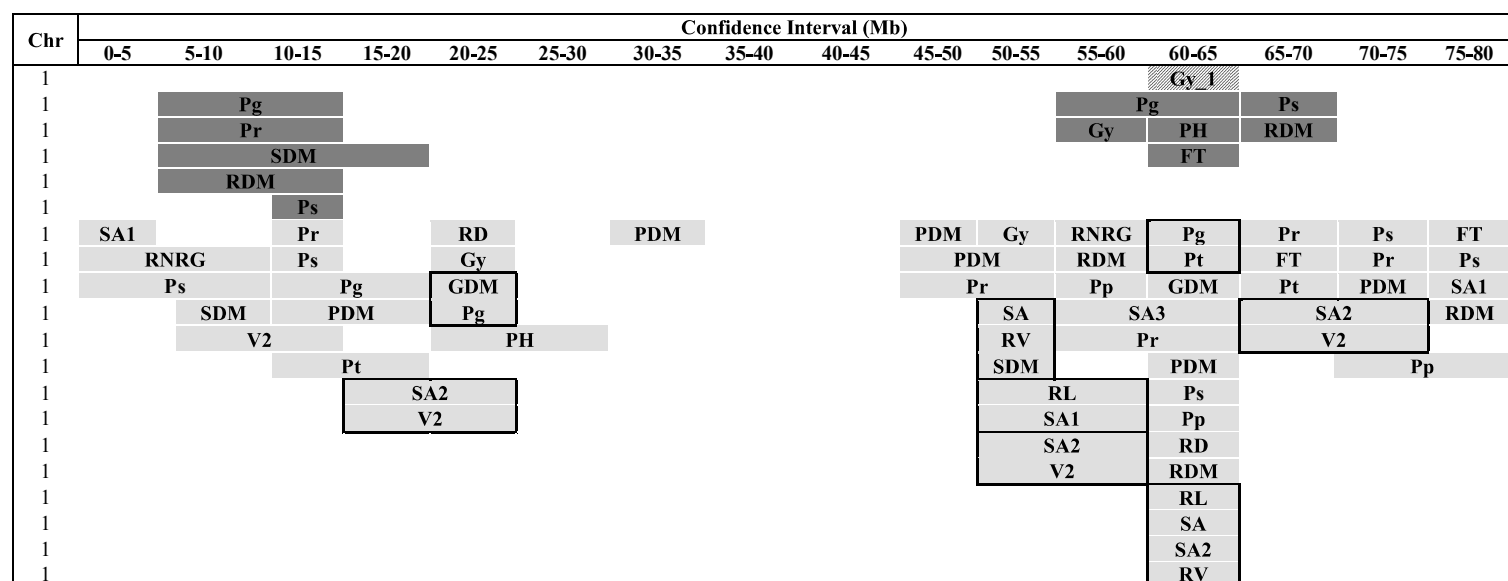 Chr Confidence Interval (Mb)
0-5 5-10 10-15 15-20 20-25 25-30 30-35 35-40 40-45 45-50 50-55 55-60 60-65 65-70 70-75 75-80
1 Gy_1
1 Pg Pg Ps
1 Pr Gy PH RDM
1 SDM FT
1 RDM
1 Ps
1 SA1 Pr RD PDM PDM Gy RNRG Pg Pr Ps FT
1 RNRG Ps Gy PDM RDM Pt FT Pr Ps
1 Ps Pg GDM Pr Pp GDM Pt PDM SA1
1 SDM PDM Pg SA SA3 SA2 RDM
1 V2 PH RV Pr V2
1 Pt SDM PDM Pp
1 SA2 RL Ps
1 V2 SA1 Pp
1 SA2 RD
1 V2 RDM
1 RL
1 SA
1 SA2
1 RV